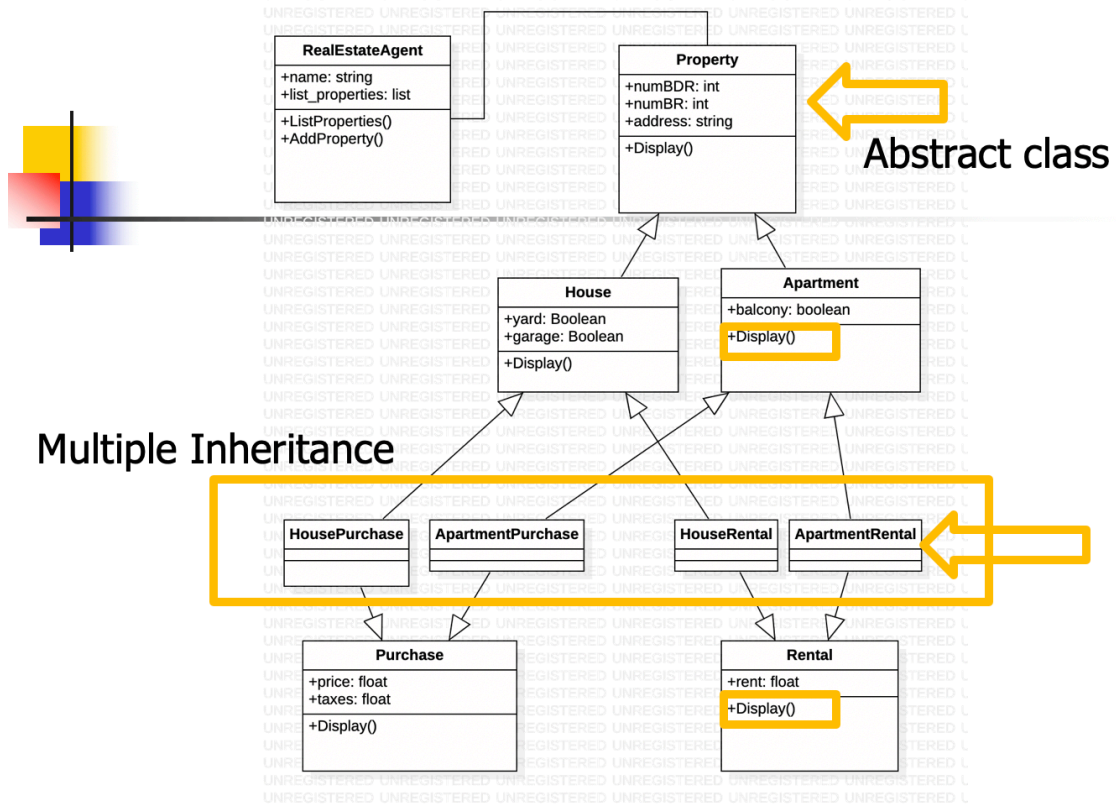 RealEstateAgent
+name: string
+list_properties: list
+ListProperties()
+AddProperty()
Property
+numBDR: int
+numBR: int
+address: string
+Display()
Abstract class
House
+yard: Boolean
+garage: Boolean
+Display()
Apartment
+balcony: boolean
+Display()
Multiple Inheritance
HousePurchase
ApartmentPurchase
HouseRental
ApartmentRental
Purchase
+price: float
+taxes: float
+Display()
Rental
+rent: float
+Display()